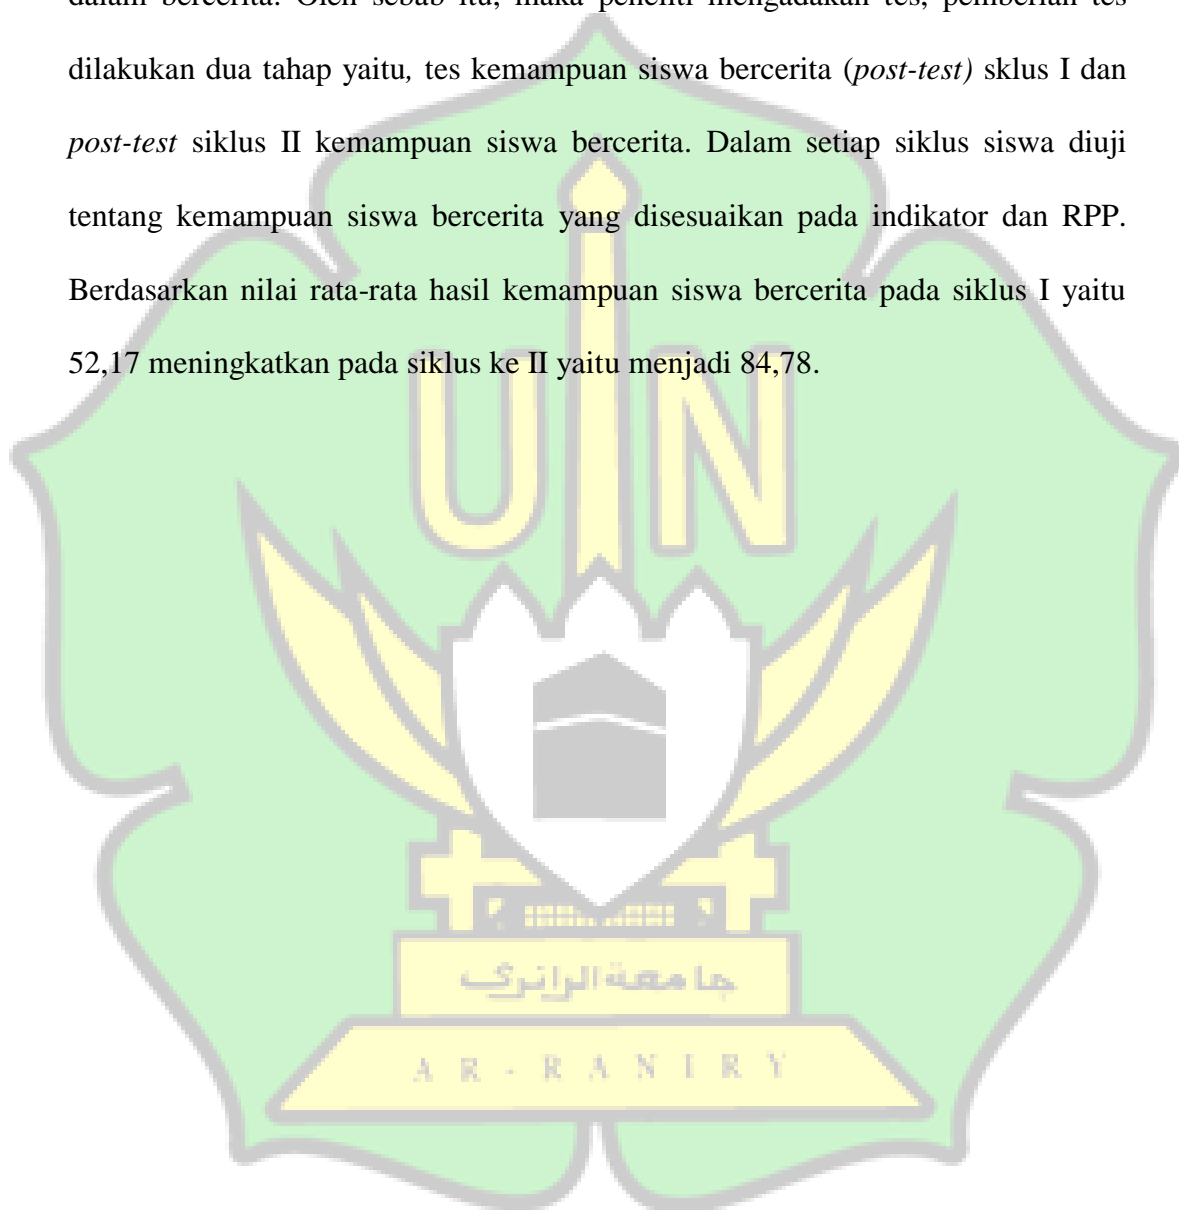 dalam bercerita. Oleh sebab itu, maka peneliti mengadakan tes, pemberian tes
dilakukan dua tahap yaitu, tes kemampuan siswa bercerita (post-test) sklus I dan
post-test siklus II kemampuan siswa bercerita. Dalam setiap siklus siswa diuji
tentang kemampuan siswa bercerita yang disesuaikan pada indikator dan RPP.
Berdasarkan nilai rata-rata hasil kemampuan siswa bercerita pada siklus I yaitu
52,17 meningkatkan pada siklus ke II yaitu menjadi 84,78.
UIN
جامعة الرانري
AR-RANIRY